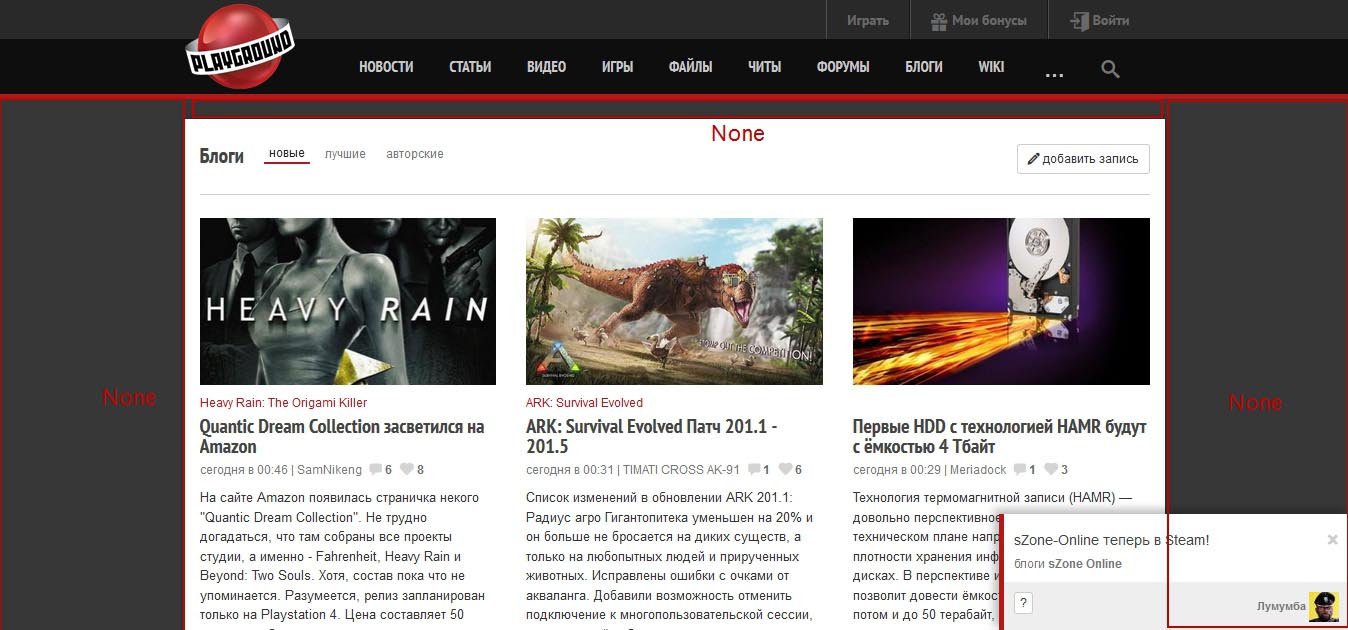 Играть
Мои бонусы
Войти
PLAYGROUND
НОВОСТИ СТАТЬИ ВИДЕО ИГРЫ ФАЙЛЫ ЧИТЫ ФОРУМЫ БЛОГИ WIKI ...
None
Блоги новые лучшие авторские
добавить запись
HEAVY RAIN
Heavy Rain: The Origami Killer
Quantic Dream Collection засветился на
Amazon
сегодня в 00:46 | SamNikeng 6 8
На сайте Amazon появилась страничка некого
"Quantic Dream Collection". Не трудно
догадаться, что там собраны все проекты
студии, а именно - Fahrenheit, Heavy Rain и
Beyond: Two Souls. Хотя, состав пока что не
упоминается. Разумеется, релиз запланирован
только на Playstation 4. Цена составляет 50
STOMP OUT THE COMPETITION!
ARK: Survival Evolved
ARK: Survival Evolved Патч 201.1 -
201.5
сегодня в 00:31 | TIMATI CROSS AK-91 1 6
Список изменений в обновлении ARK 201.1:
Радиус агро Гигантопитека уменьшен на 20% и
он больше не бросается на диких существ, а
только на любопытных людей и прирученных
животных. Исправлены ошибки с очками от
акваланга. Добавили возможность отменить
подключение к многопользовательской сессии,
Первые HDD с технологией HAMR будут
с ёмкостью 4 Тбайт
сегодня в 00:29 | Meriadock 1 3
Технология термомагнитной записи (HAMR) —
довольно перспективное
техническом плане напр
плотности хранения инф
дисках. В перспективе и
позволит довести ёмкос
потом и до 50 терабайт,
None
None
sZone-Online теперь в Steam!
блоги sZone Online
?
Лумумба